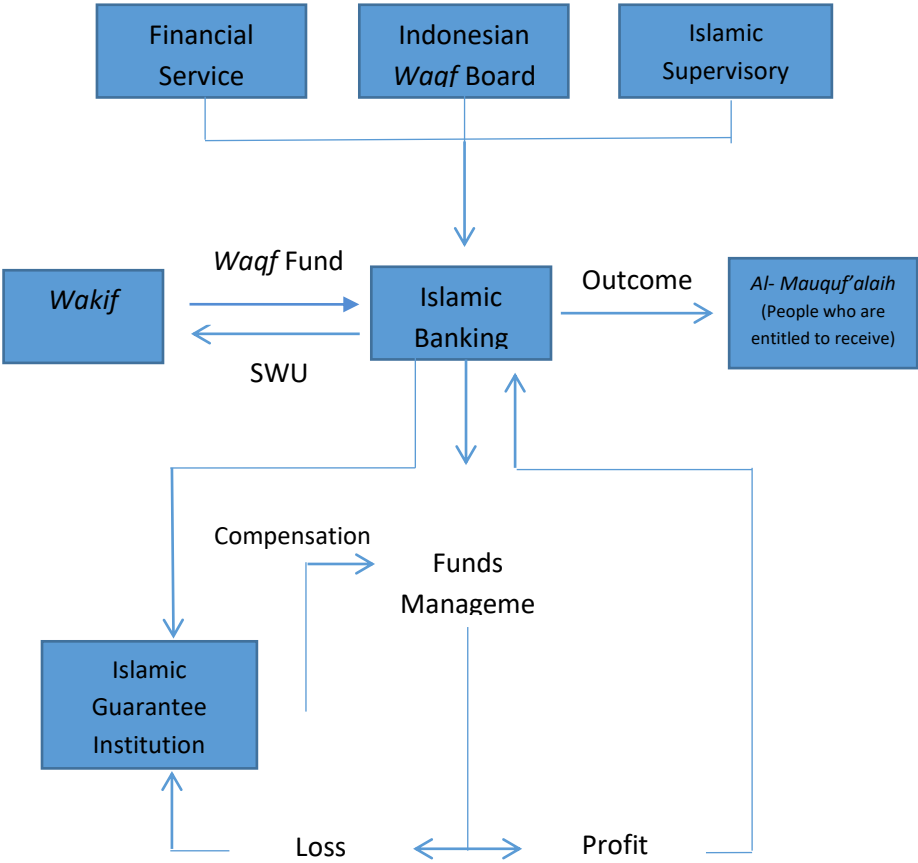 Financial
Service
Indonesian
Waqf Board
Islamic
Supervisory
Waqf Fund
Wakif
SWU
Islamic
Banking
Outcome
Al- Mauquf’alaih
(People who are
entitled to receive)
Compensation
Funds
Manageme
Islamic
Guarantee
Institution
Loss
Profit